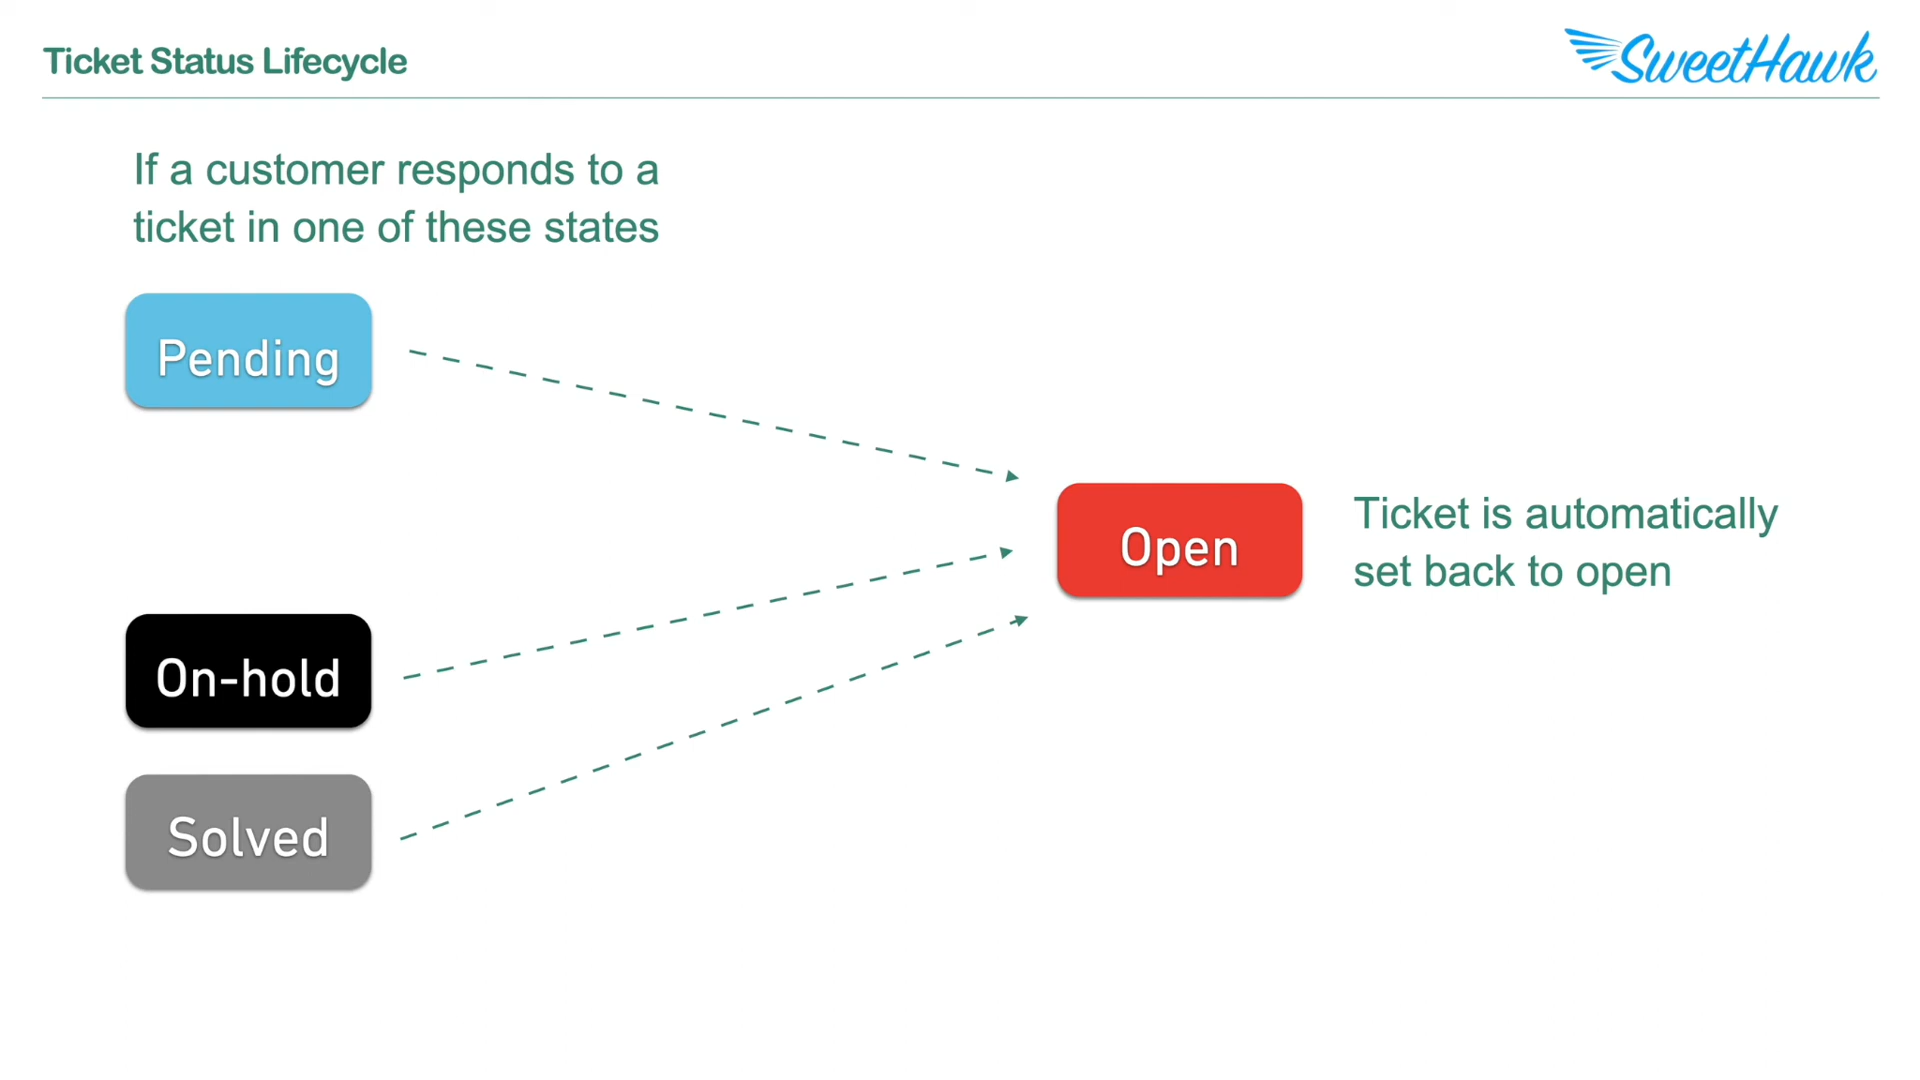 Ticket Status Lifecycle
SweetHawk
If a customer responds to a
ticket in one of these states
Pending
Open
Ticket is automatically
set back to open
On-hold
Solved